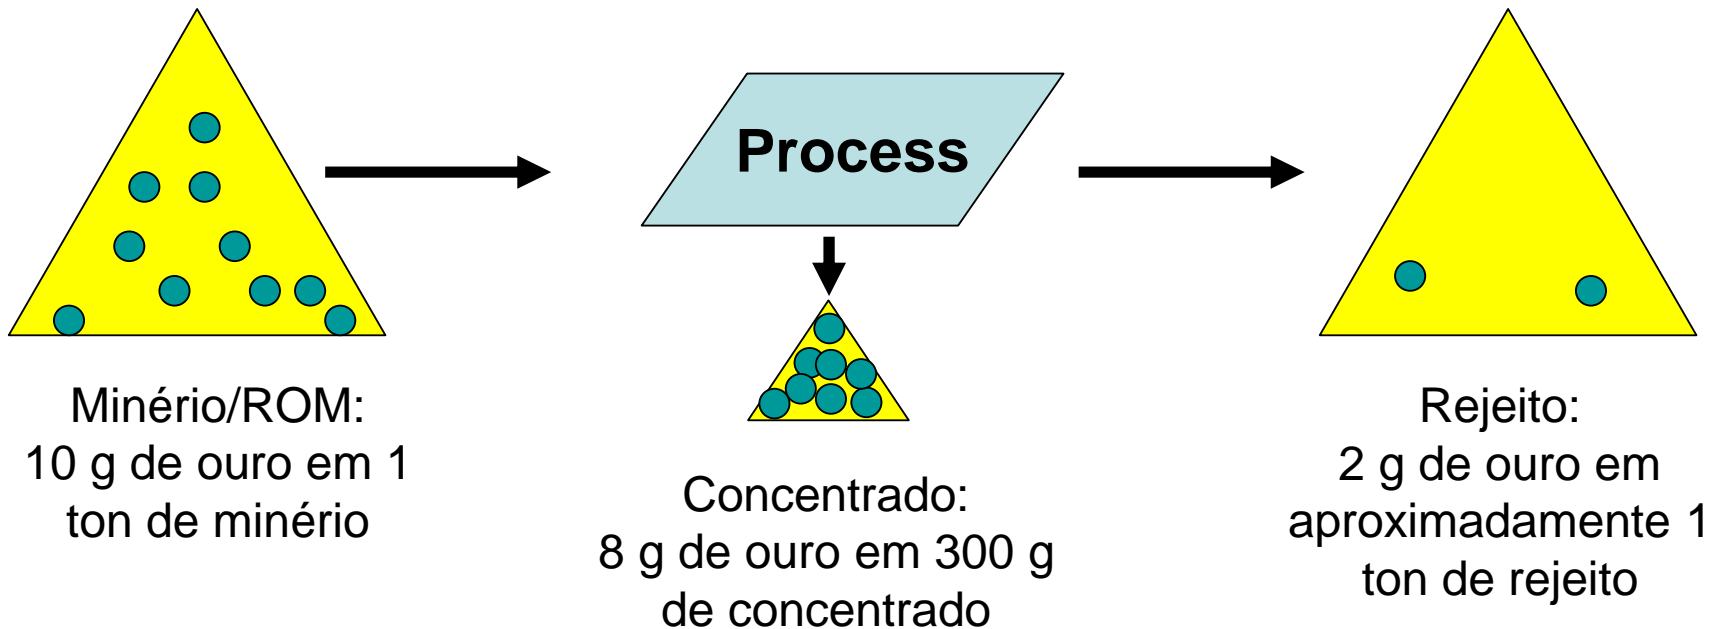 Process
Minério/ROM:
10 g de ouro em 1
ton de minério
Concentrado:
8 g de ouro em 300 g
de concentrado
Rejeito:
2 g de ouro em
aproximadamente 1
ton de rejeito